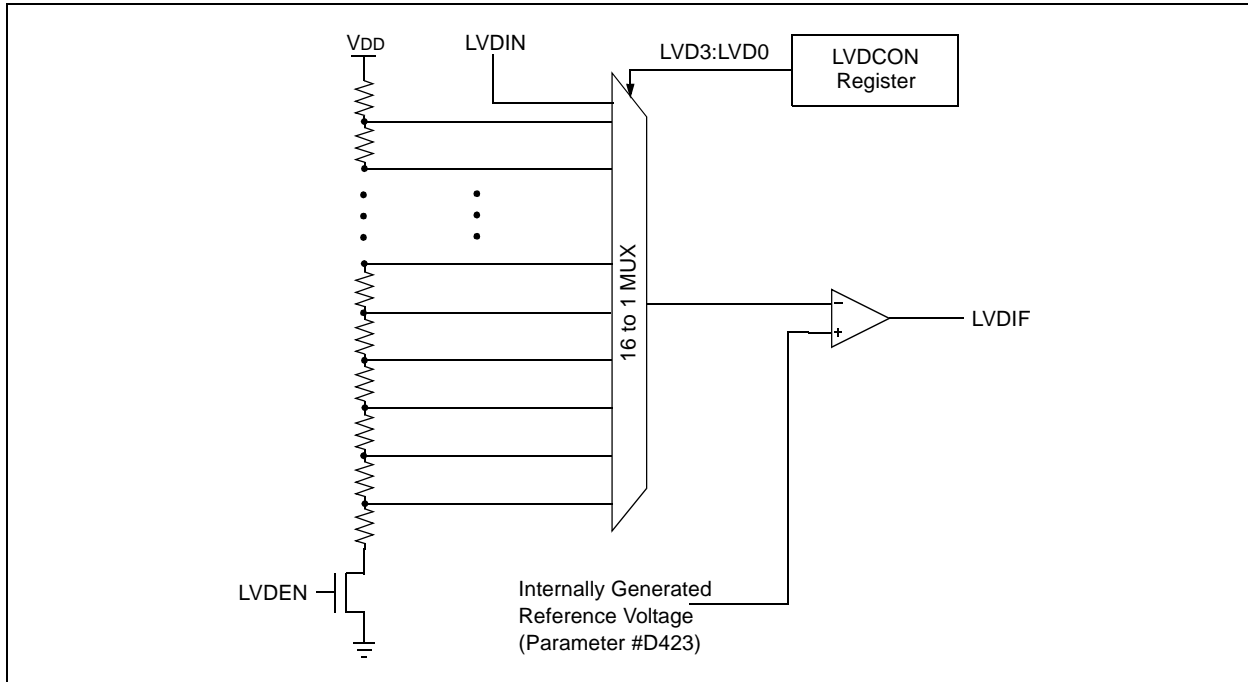 VDD
LVDIN
LVD3:LVD0
LVDCON
Register
16 to 1 MUX
−
+
LVDIF
LVDEN
Internally Generated
Reference Voltage
(Parameter #D423)